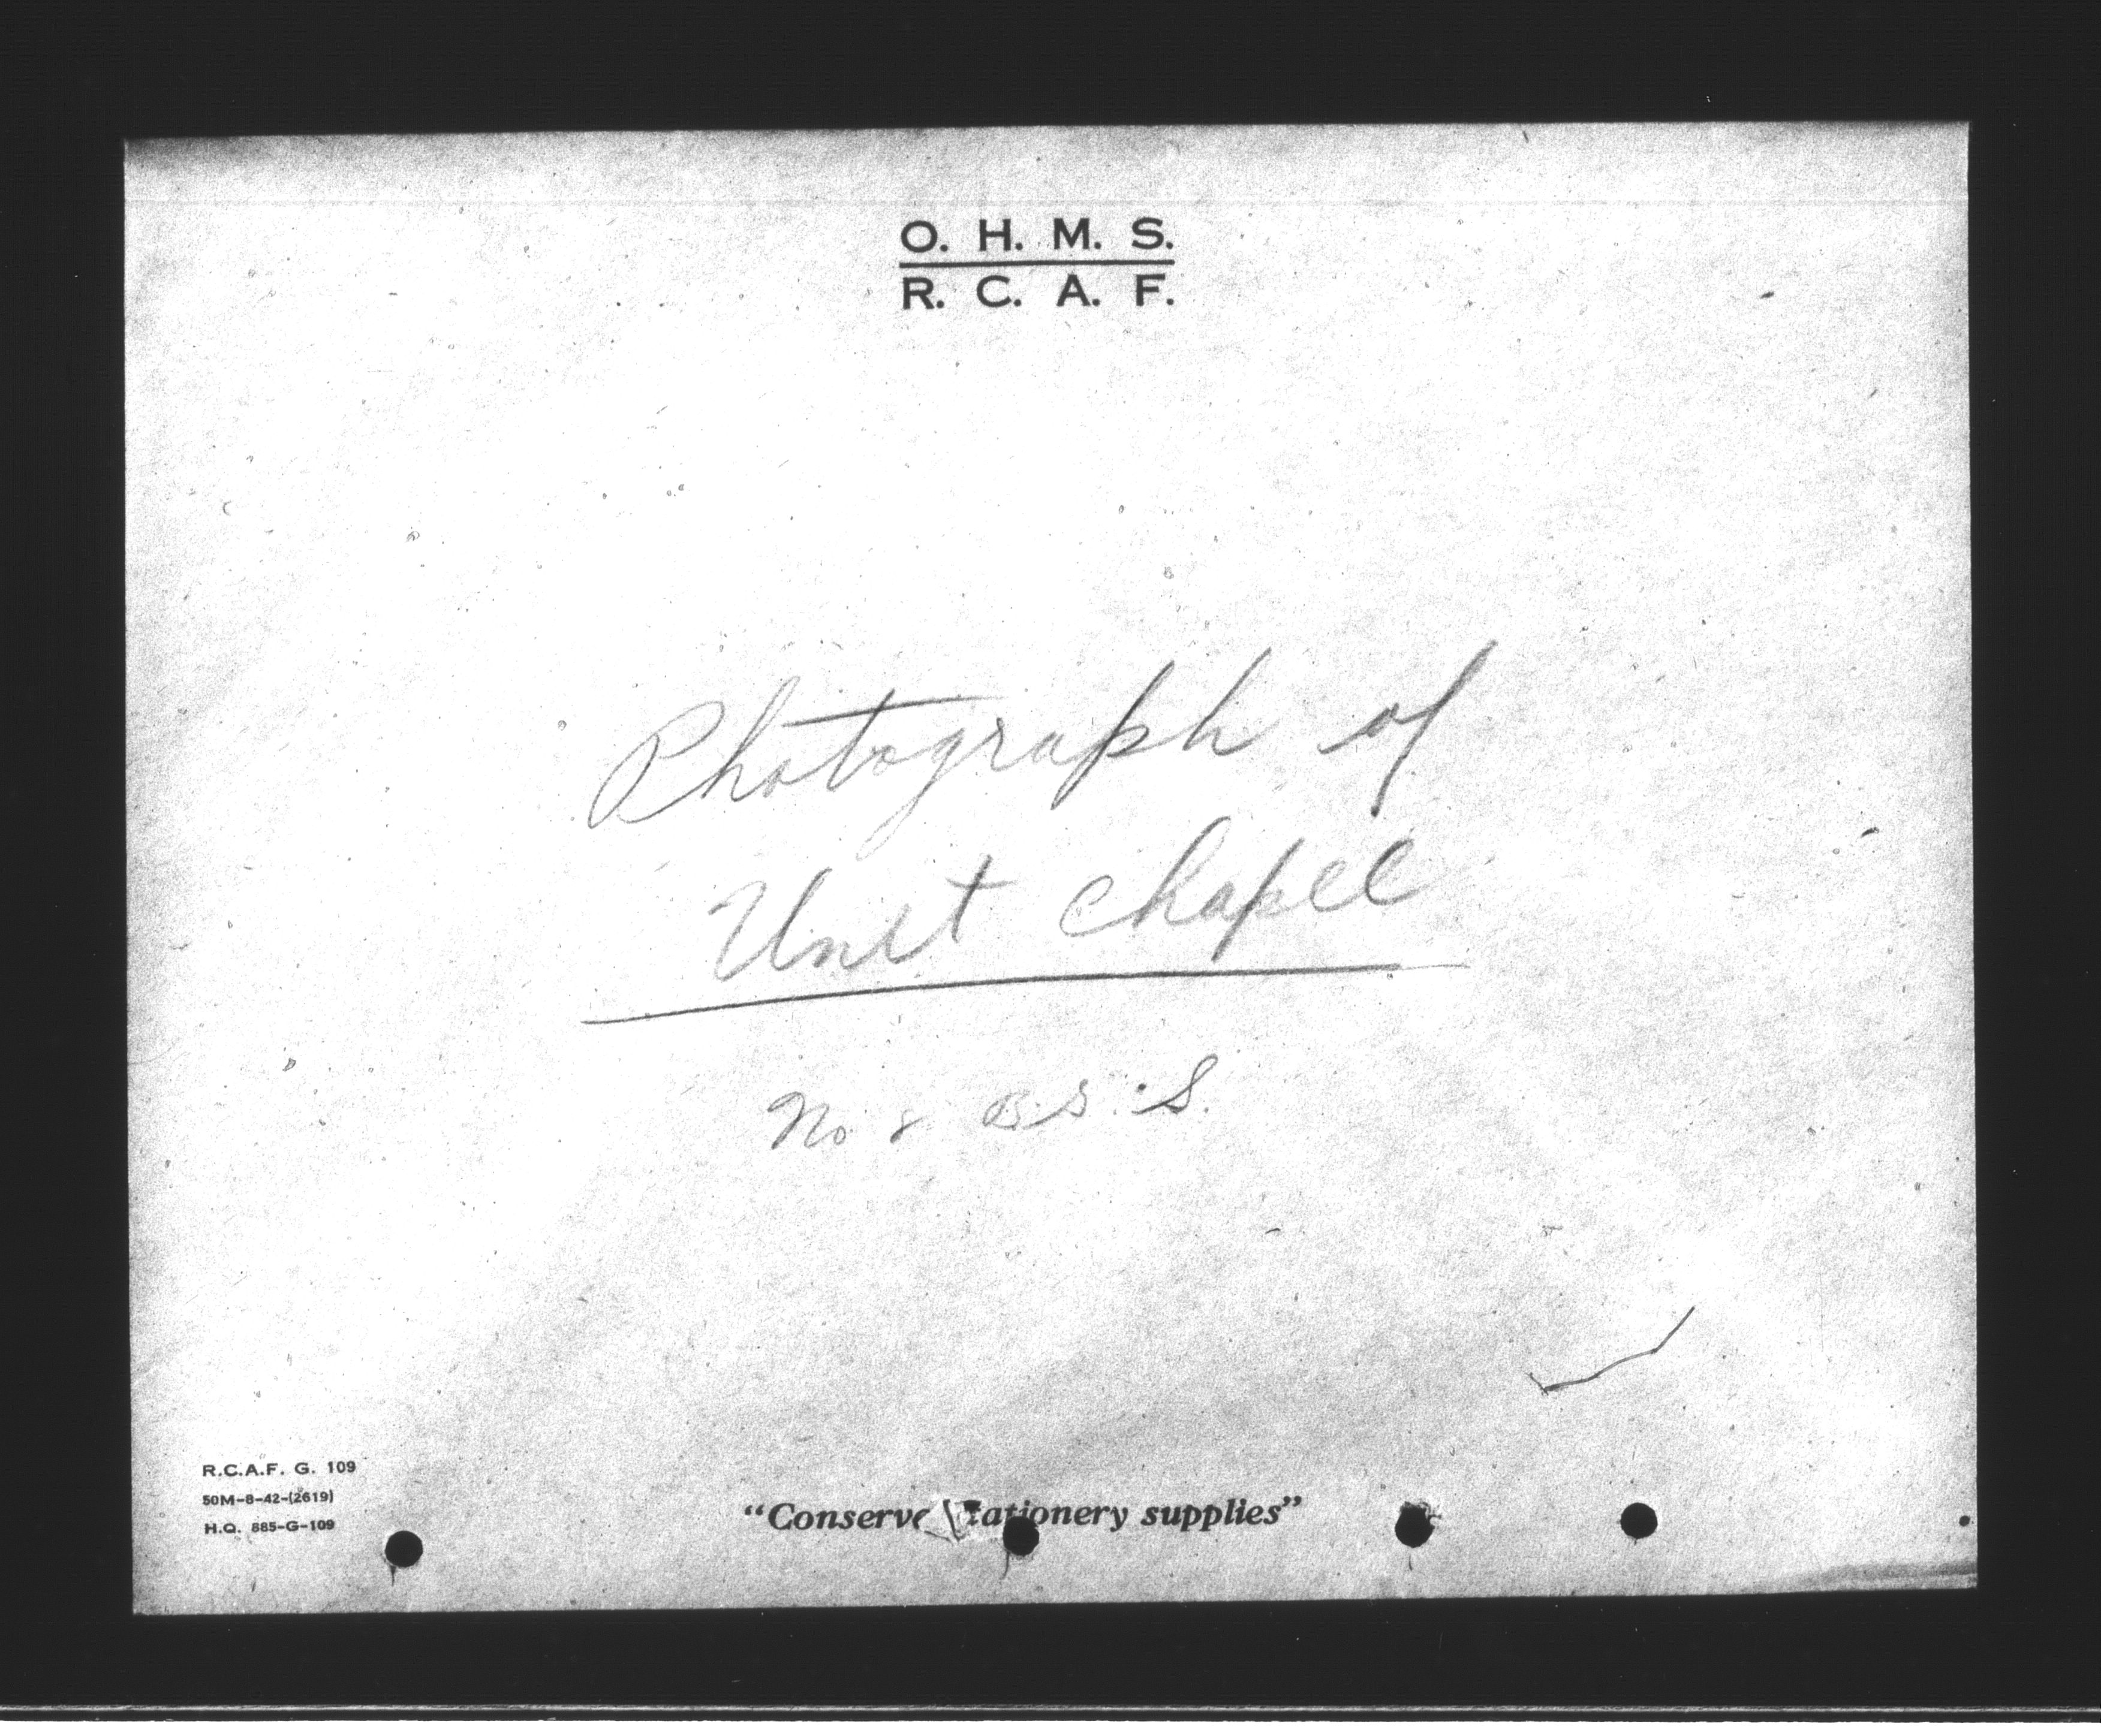 O. H. M. S.
R. C. A. F.
Photograph of
Unit Chapel
No 8 B.S.S.
R.C.A.F. G. 109
50M-8-42-(2619)
H.Q. 885-G-109
"Conserve Stationery supplies"